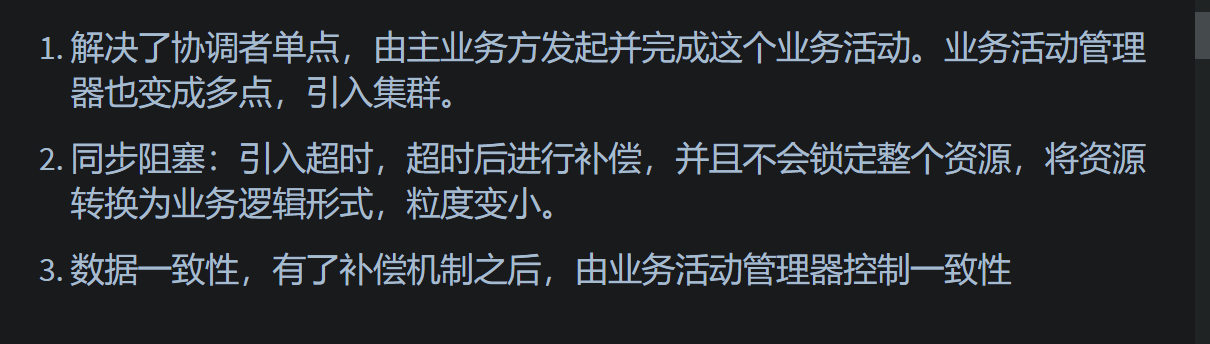 1. 解决了协调者单点，由主业务方发起并完成这个业务活动。业务活动管理
器也变成多点，引入集群。
2. 同步阻塞：引入超时，超时后进行补偿，并且不会锁定整个资源，将资源
转换为业务逻辑形式，粒度变小。
3. 数据一致性，有了补偿机制之后，由业务活动管理器控制一致性